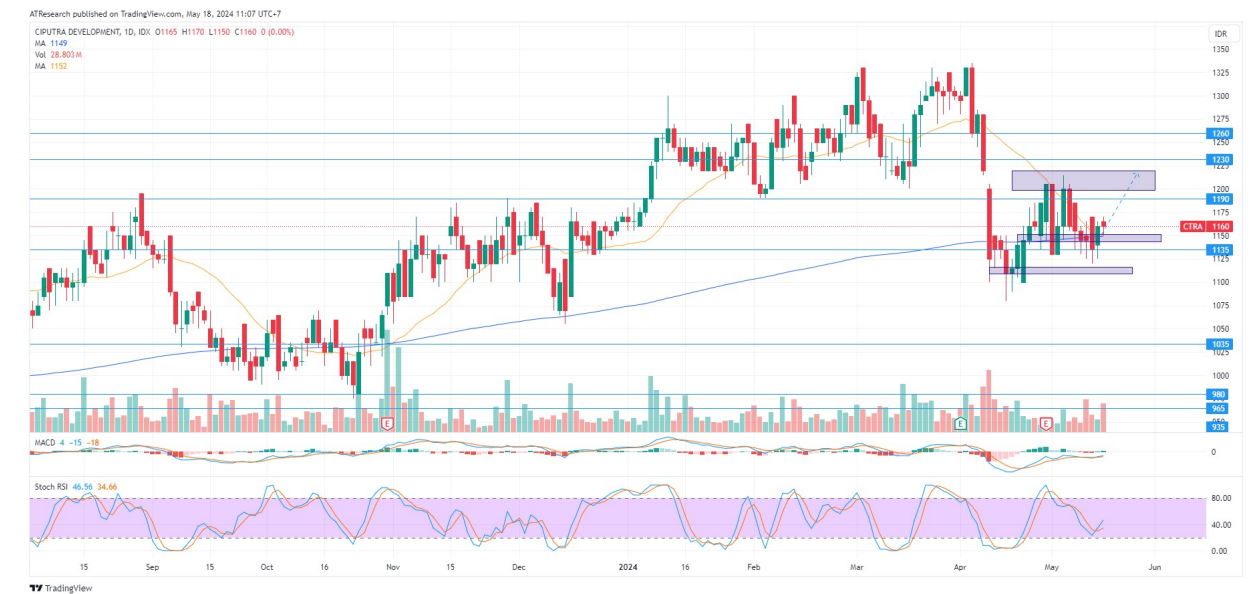 ATResearch published on TradingView.com, May 18, 2024 11:07 UTC+7
CIPUTRA DEVELOPMENT, 1D, IDX O1165 H1170 L1150 C1160 0 (0.00%)
MA 1149
Vol 28.803 M
MA 1152
IDR
1350
1325
1300
1275
1260
1250
1230
1225
1200
1190
1175
CTRA 1160
1150
1135
1125
1100
1075
1050
1035
1025
1000
980
965
935
E
E
E
MACD 4 −15 −18
0
Stoch RSI 46.56 34.66
80.00
40.00
0.00
15 Sep 15 Oct 16 Nov 15 Dec 2024 16 Feb Mar Apr May Jun
TradingView